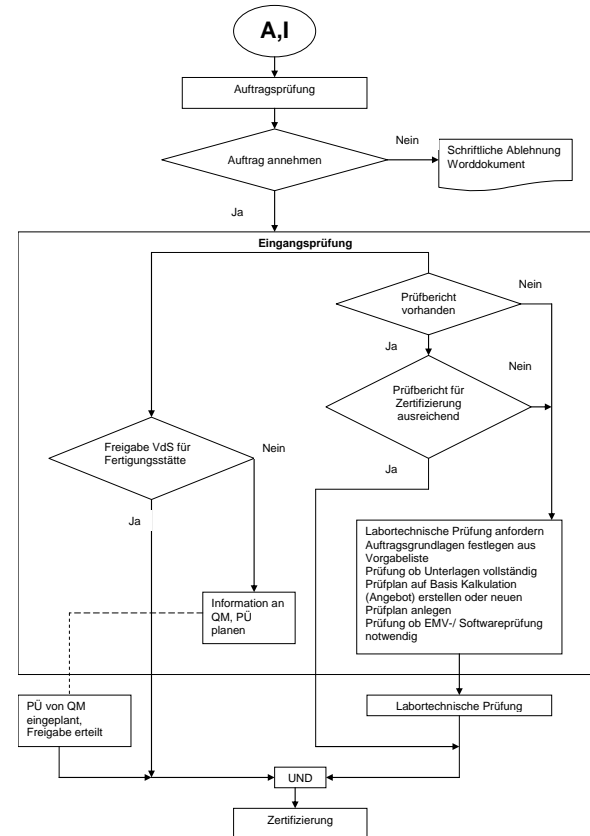 A,I
Auftragsprüfung
Nein
Auftrag annehmen
Schriftliche Ablehnung
Worddokument
Ja
Eingangsprüfung
Nein
Prüfbericht
vorhanden
Ja
Nein
Prüfbericht für
Zertifizierung
ausreichend
Ja
Freigabe VdS für
Fertigungsstätte
Nein
Ja
Labortechnische Prüfung anfordern
Auftragsgrundlagen festlegen aus
Vorgabeliste
Prüfung ob Unterlagen vollständig
Prüfplan auf Basis Kalkulation
(Angebot) erstellen oder neuen
Prüfplan anlegen
Prüfung ob EMV-/ Softwareprüfung
notwendig
Information an
QM, PÜ
planen
PÜ von QM
eingeplant,
Freigabe erteilt
Labortechnische Prüfung
UND
Zertifizierung